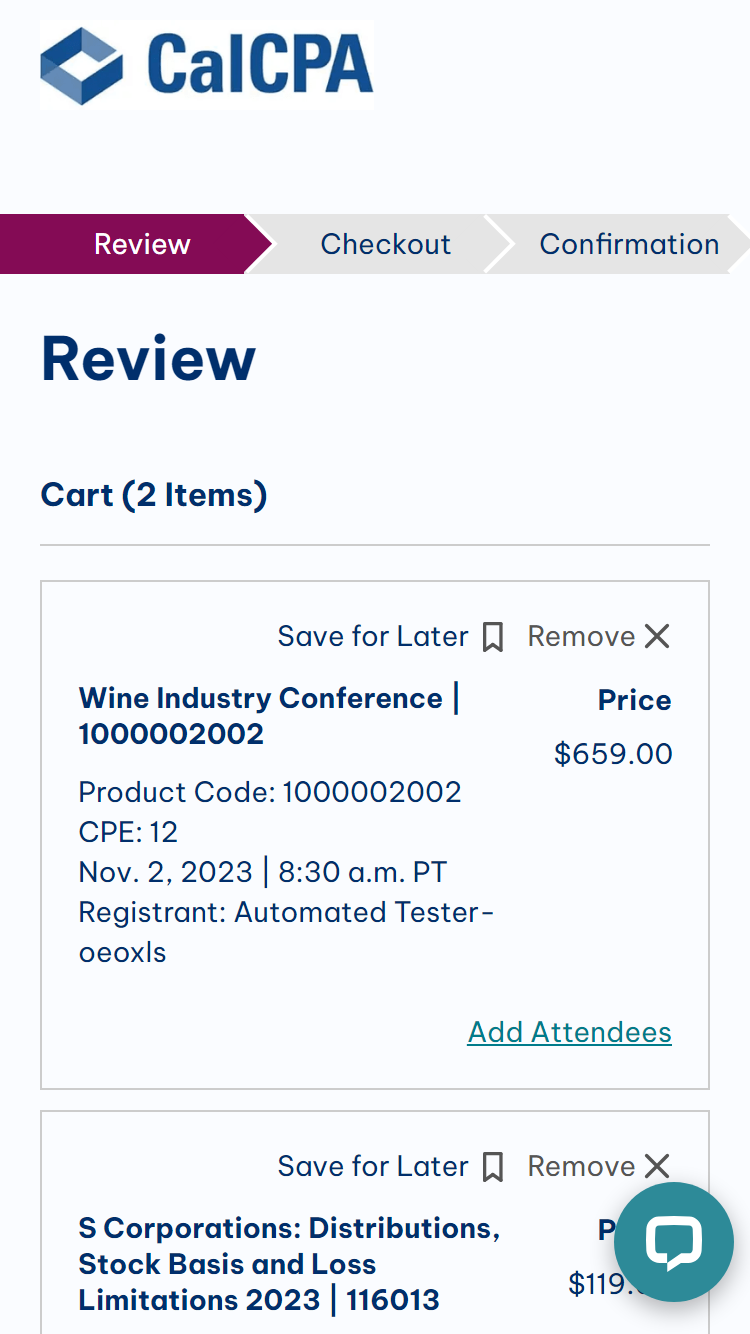 CalCPA
Review
Checkout
Confirmation
Review
Cart (2 Items)
Save for Later
Remove
Wine Industry Conference |
1000002002
Price
$659.00
Product Code: 1000002002
CPE: 12
Nov. 2, 2023 | 8:30 a.m. PT
Registrant: Automated Tester-
oeoxls
Add Attendees
Save for Later
Remove
S Corporations: Distributions,
Stock Basis and Loss
Limitations 2023 | 116013
$119.